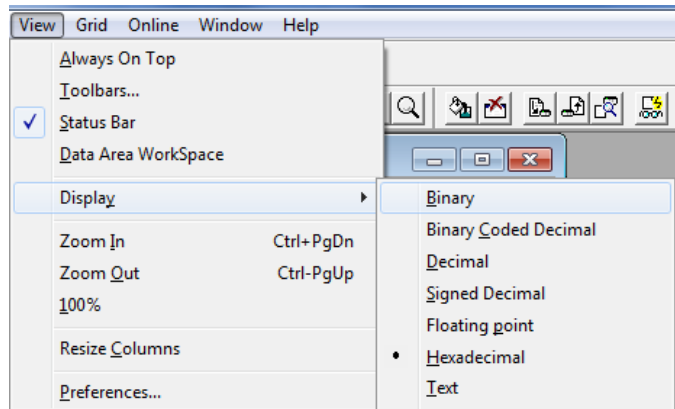 View Grid Online Window Help
Always On Top
Toolbars...
Status Bar
Data Area WorkSpace
Display
Zoom In Ctrl+PgDn
Zoom Out Ctrl-PgUp
100%
Resize Columns
Preferences...
Binary
Binary Coded Decimal
Decimal
Signed Decimal
Floating point
Hexadecimal
Text